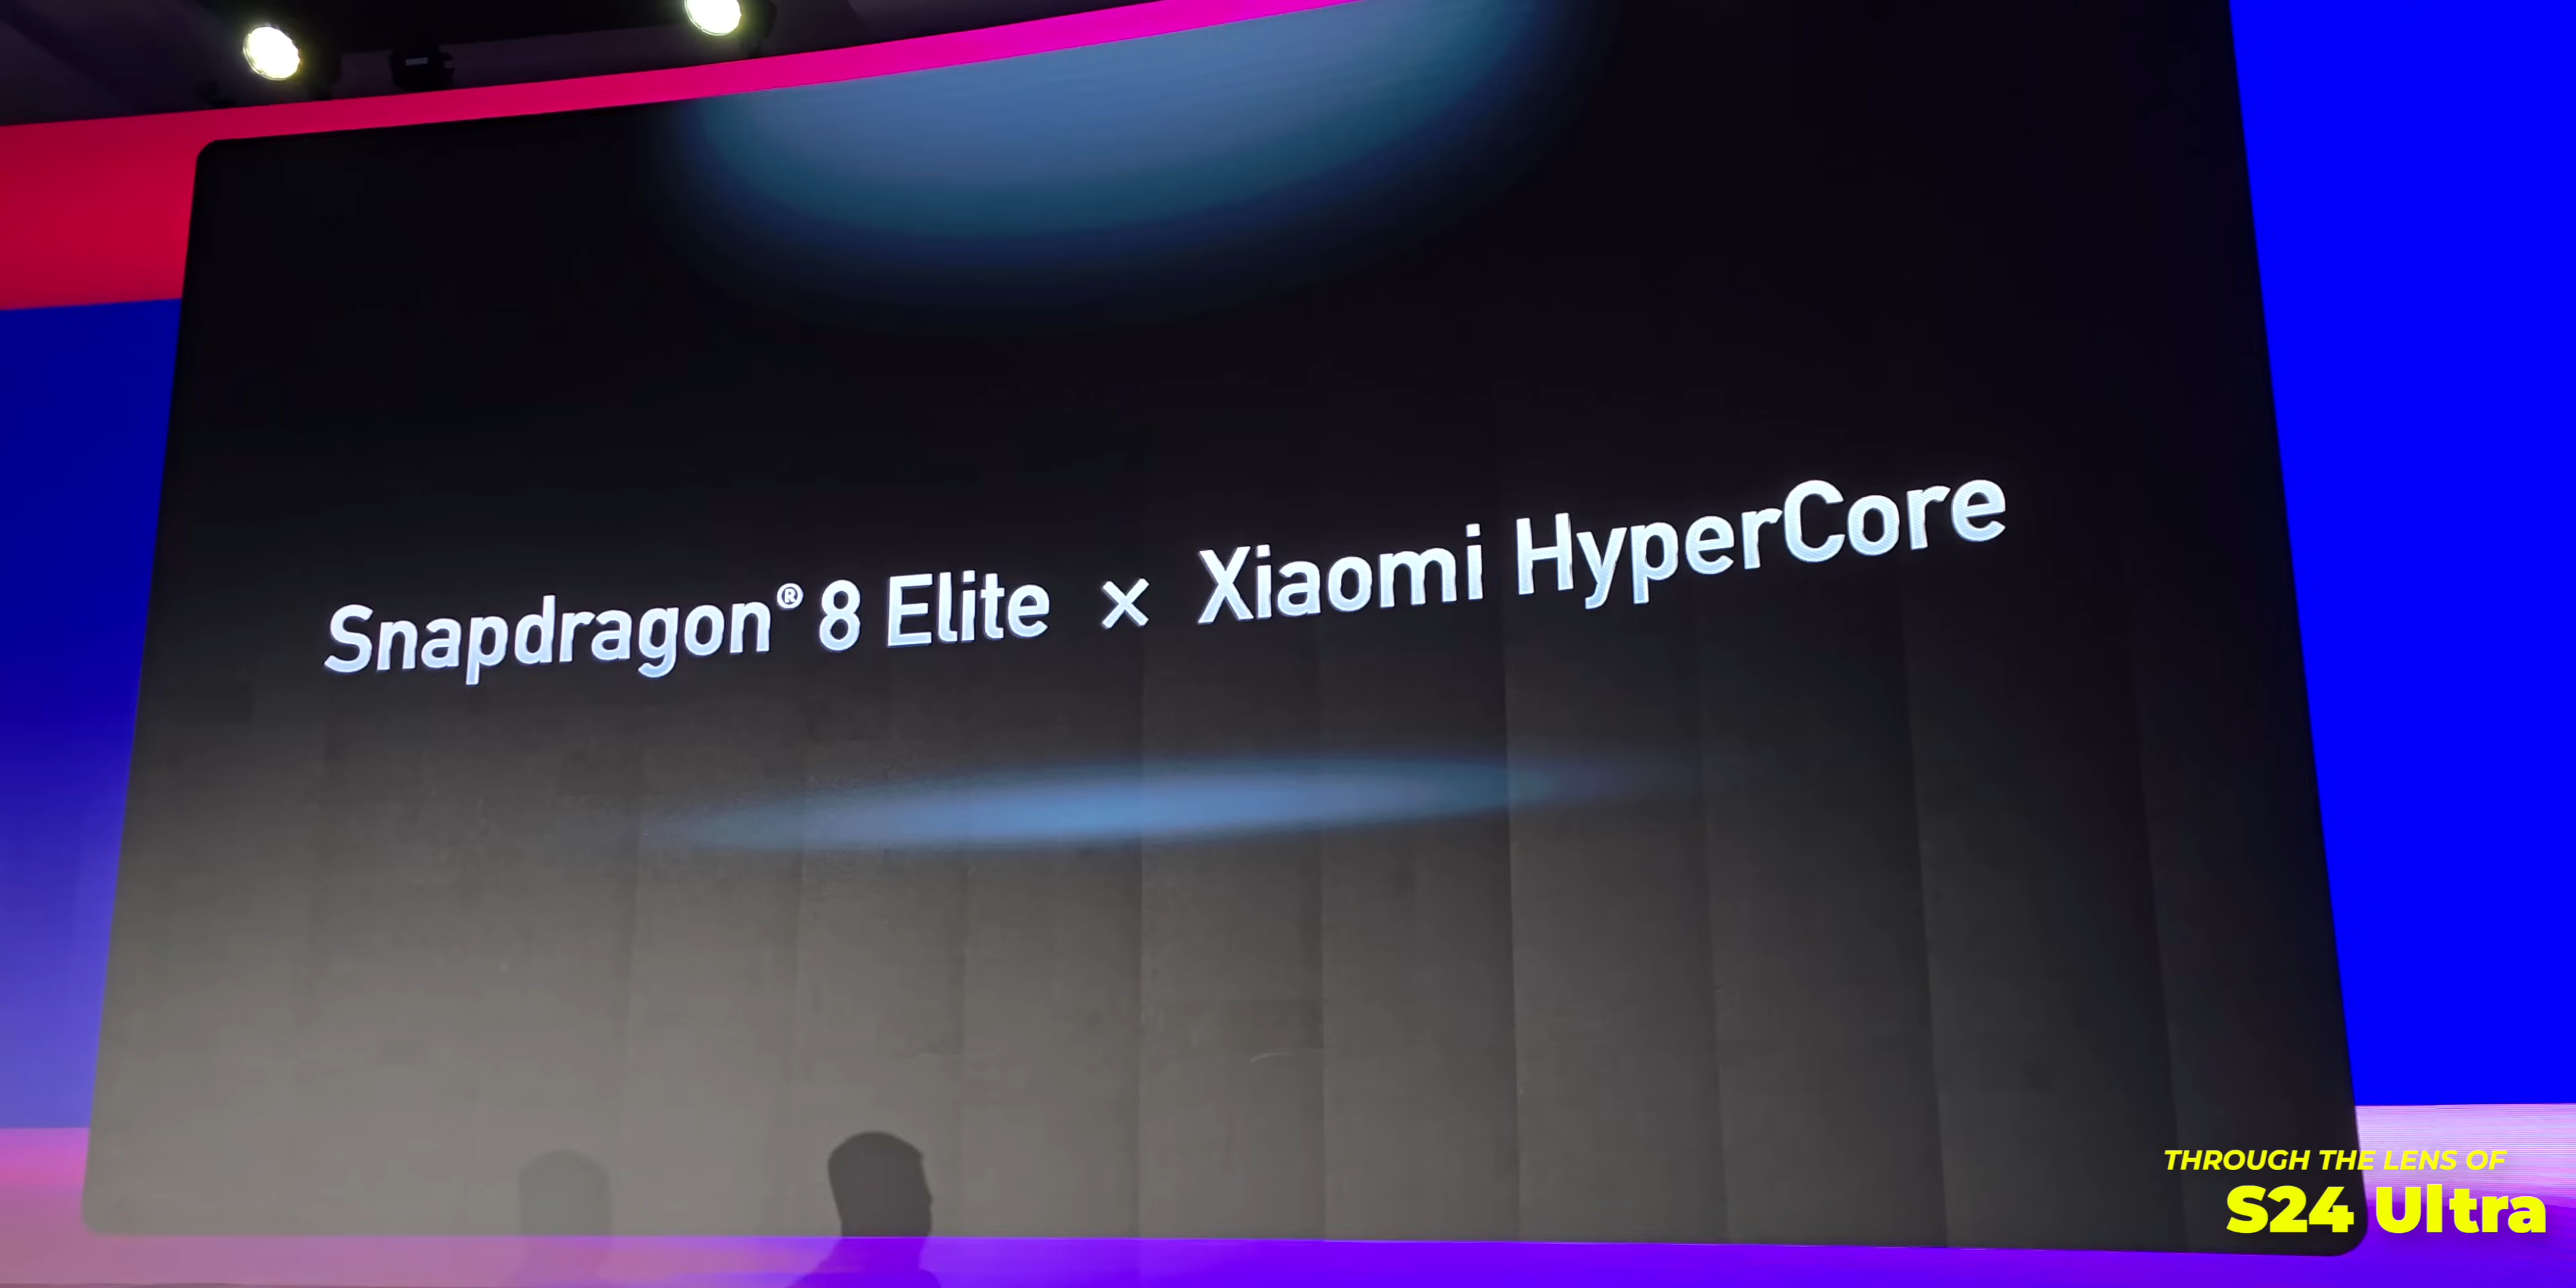 Snapdragon® 8 Elite × Xiaomi HyperCore
THROUGH THE LENS OF
S24 Ultra